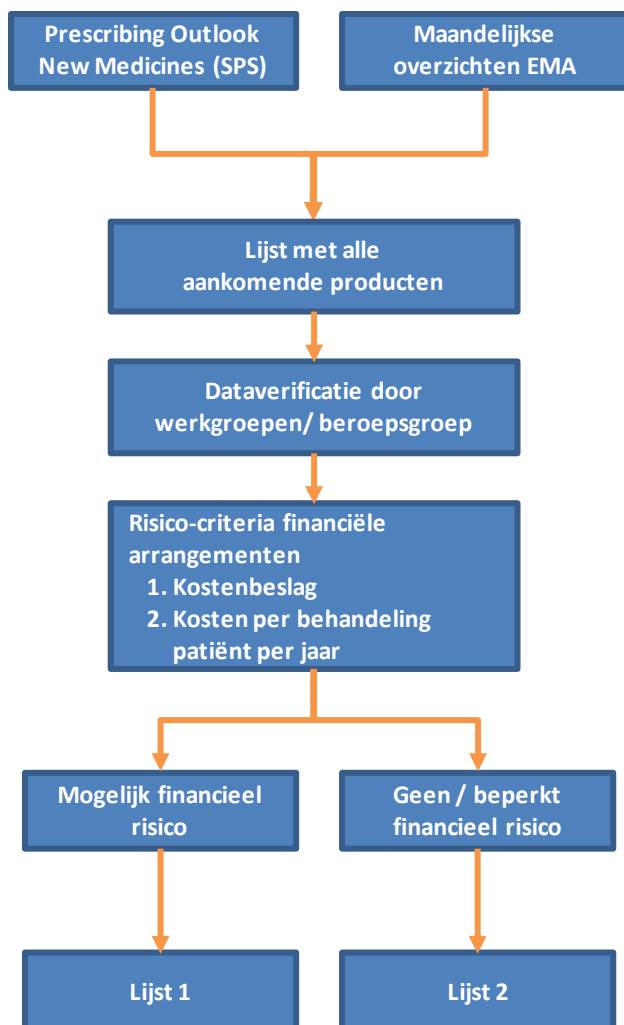 Prescribing Outlook
New Medicines (SPS)
Maandelijkse
overzichten EMA
Lijst met alle
aankomende producten
Dataverificatie door
werkgroepen/ beroepsgroep
Risico-criteria financiële
arrangementen
1. Kostenbeslag
2. Kosten per behandeling
patiënt per jaar
Mogelijk financieel
risico
Geen / beperkt
financieel risico
Lijst 1
Lijst 2